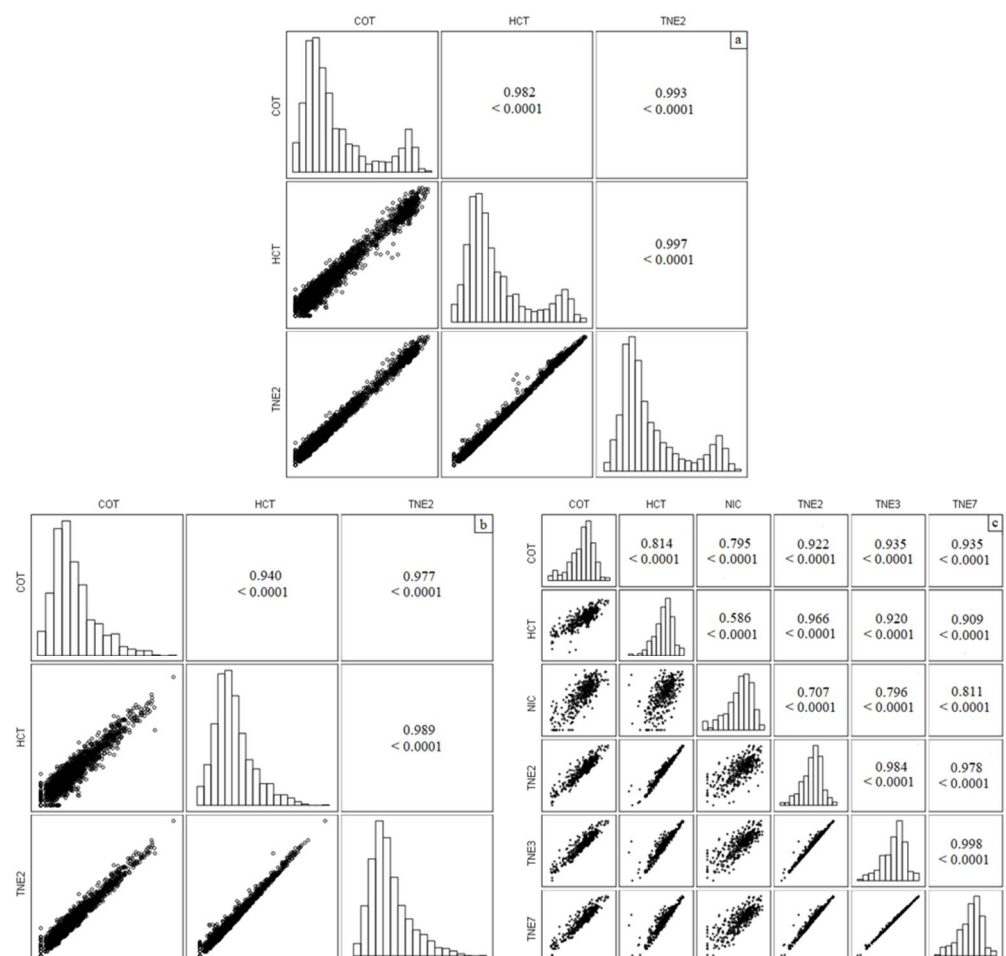 COT HCT TNE2
a
COT
0.982
< 0.0001
0.993
< 0.0001
HCT
0.997
< 0.0001
TNE2
COT HCT TNE2
b
COT
0.940
< 0.0001
0.977
< 0.0001
HCT
0.989
< 0.0001
TNE2
COT HCT NIC TNE2 TNE3 TNE7
c
COT
0.814 0.795 0.922 0.935 0.935
< 0.0001 < 0.0001 < 0.0001 < 0.0001 < 0.0001
HCT
0.586 0.966 0.920 0.909
< 0.0001 < 0.0001 < 0.0001 < 0.0001
NIC
0.707 0.796 0.811
< 0.0001 < 0.0001 < 0.0001
TNE2
0.984 0.978
< 0.0001 < 0.0001
TNE3
0.998
< 0.0001
TNE7